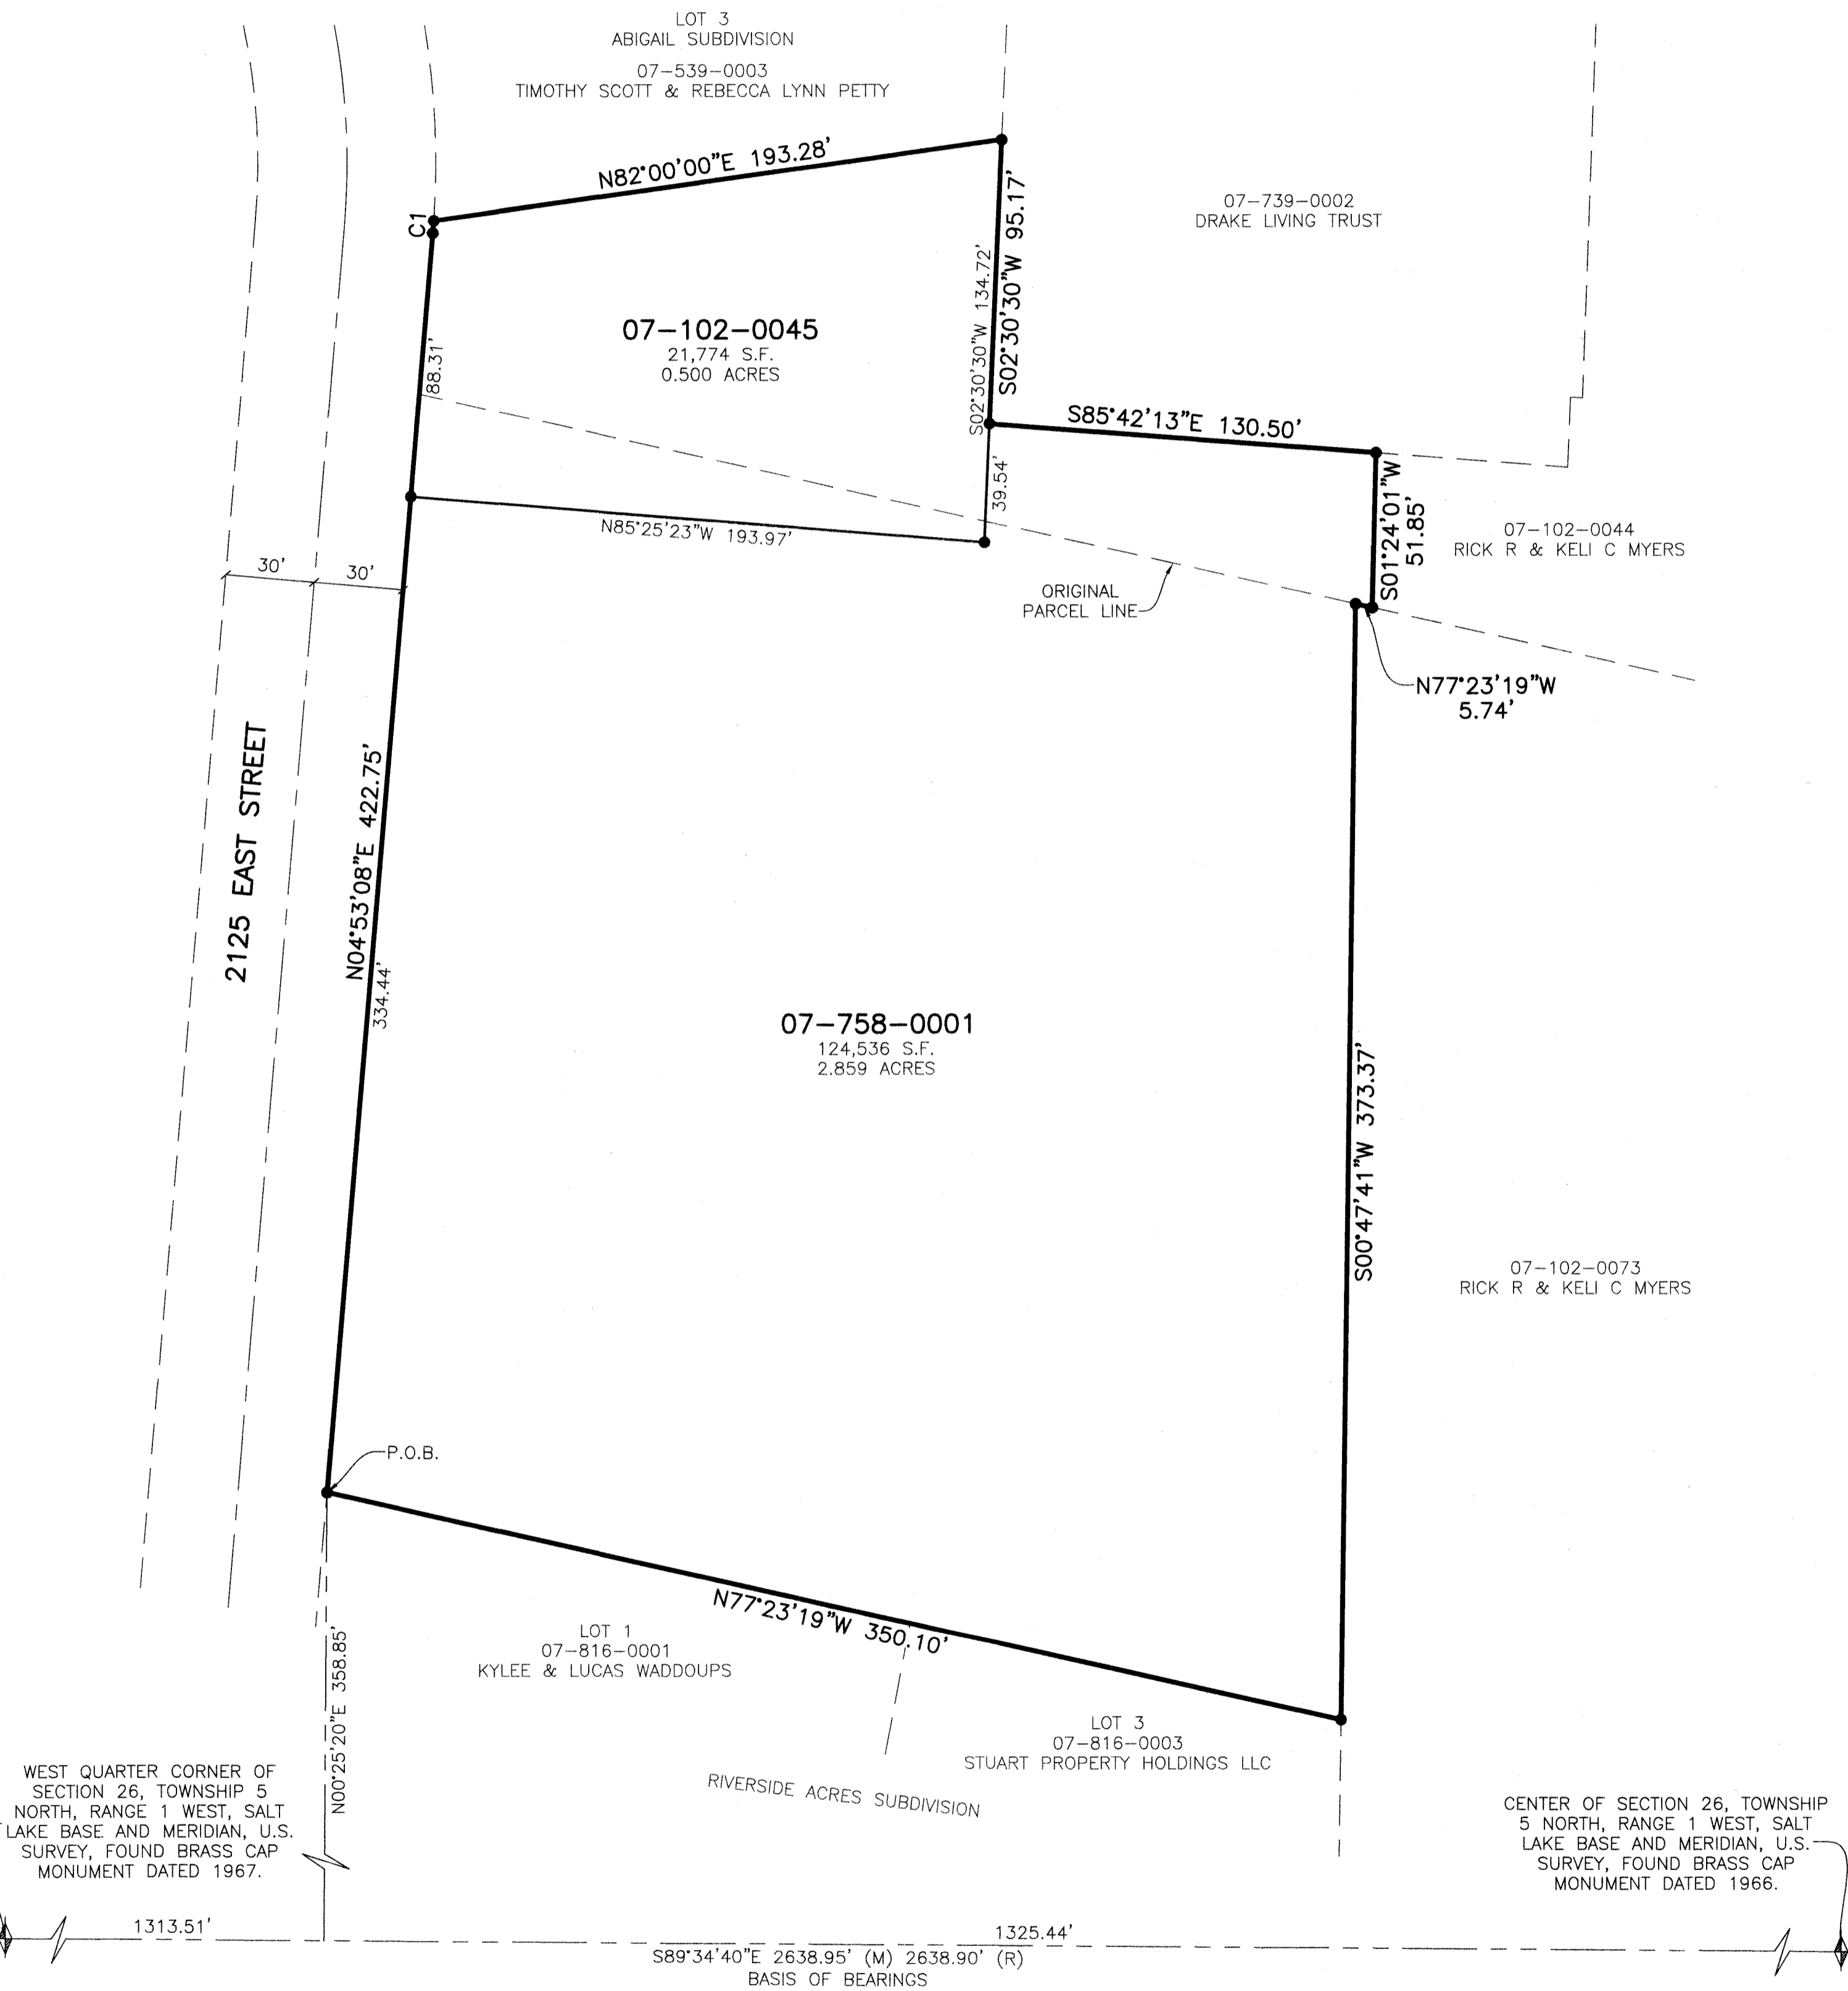 LOT 3
ABIGAIL SUBDIVISION
07-539-0003
TIMOTHY SCOTT & REBECCA LYNN PETTY
N82°00'00"E 193.28'
C1
07-739-0002
DRAKE LIVING TRUST
S02°30'30"W 95.17'
S02°30'30"W 134.72'
07-102-0045
21,774 S.F.
0.500 ACRES
88.31'
S85°42'13"E 130.50'
39.54'
S01°24'01"W
51.85'
N85°25'23"W 193.97'
07-102-0044
RICK R & KELI C MYERS
30'
30'
ORIGINAL
PARCEL LINE
N77°23'19"W
5.74'
2125 EAST STREET
N04°53'08"E 422.75'
334.44'
07-758-0001
124,536 S.F.
2.859 ACRES
S00°47'41"W 373.37'
07-102-0073
RICK R & KELI C MYERS
P.O.B.
N77°23'19"W 350.10'
LOT 1
07-816-0001
KYLEE & LUCAS WADDOUPS
N00°25'20"E 358.85'
LOT 3
07-816-0003
STUART PROPERTY HOLDINGS LLC
RIVERSIDE ACRES SUBDIVISION
WEST QUARTER CORNER OF
SECTION 26, TOWNSHIP 5
NORTH, RANGE 1 WEST, SALT
LAKE BASE AND MERIDIAN, U.S.
SURVEY, FOUND BRASS CAP
MONUMENT DATED 1967.
CENTER OF SECTION 26, TOWNSHIP
5 NORTH, RANGE 1 WEST, SALT
LAKE BASE AND MERIDIAN, U.S.
SURVEY, FOUND BRASS CAP
MONUMENT DATED 1966.
1313.51'
1325.44'
S89°34'40"E 2638.95' (M) 2638.90' (R)
BASIS OF BEARINGS